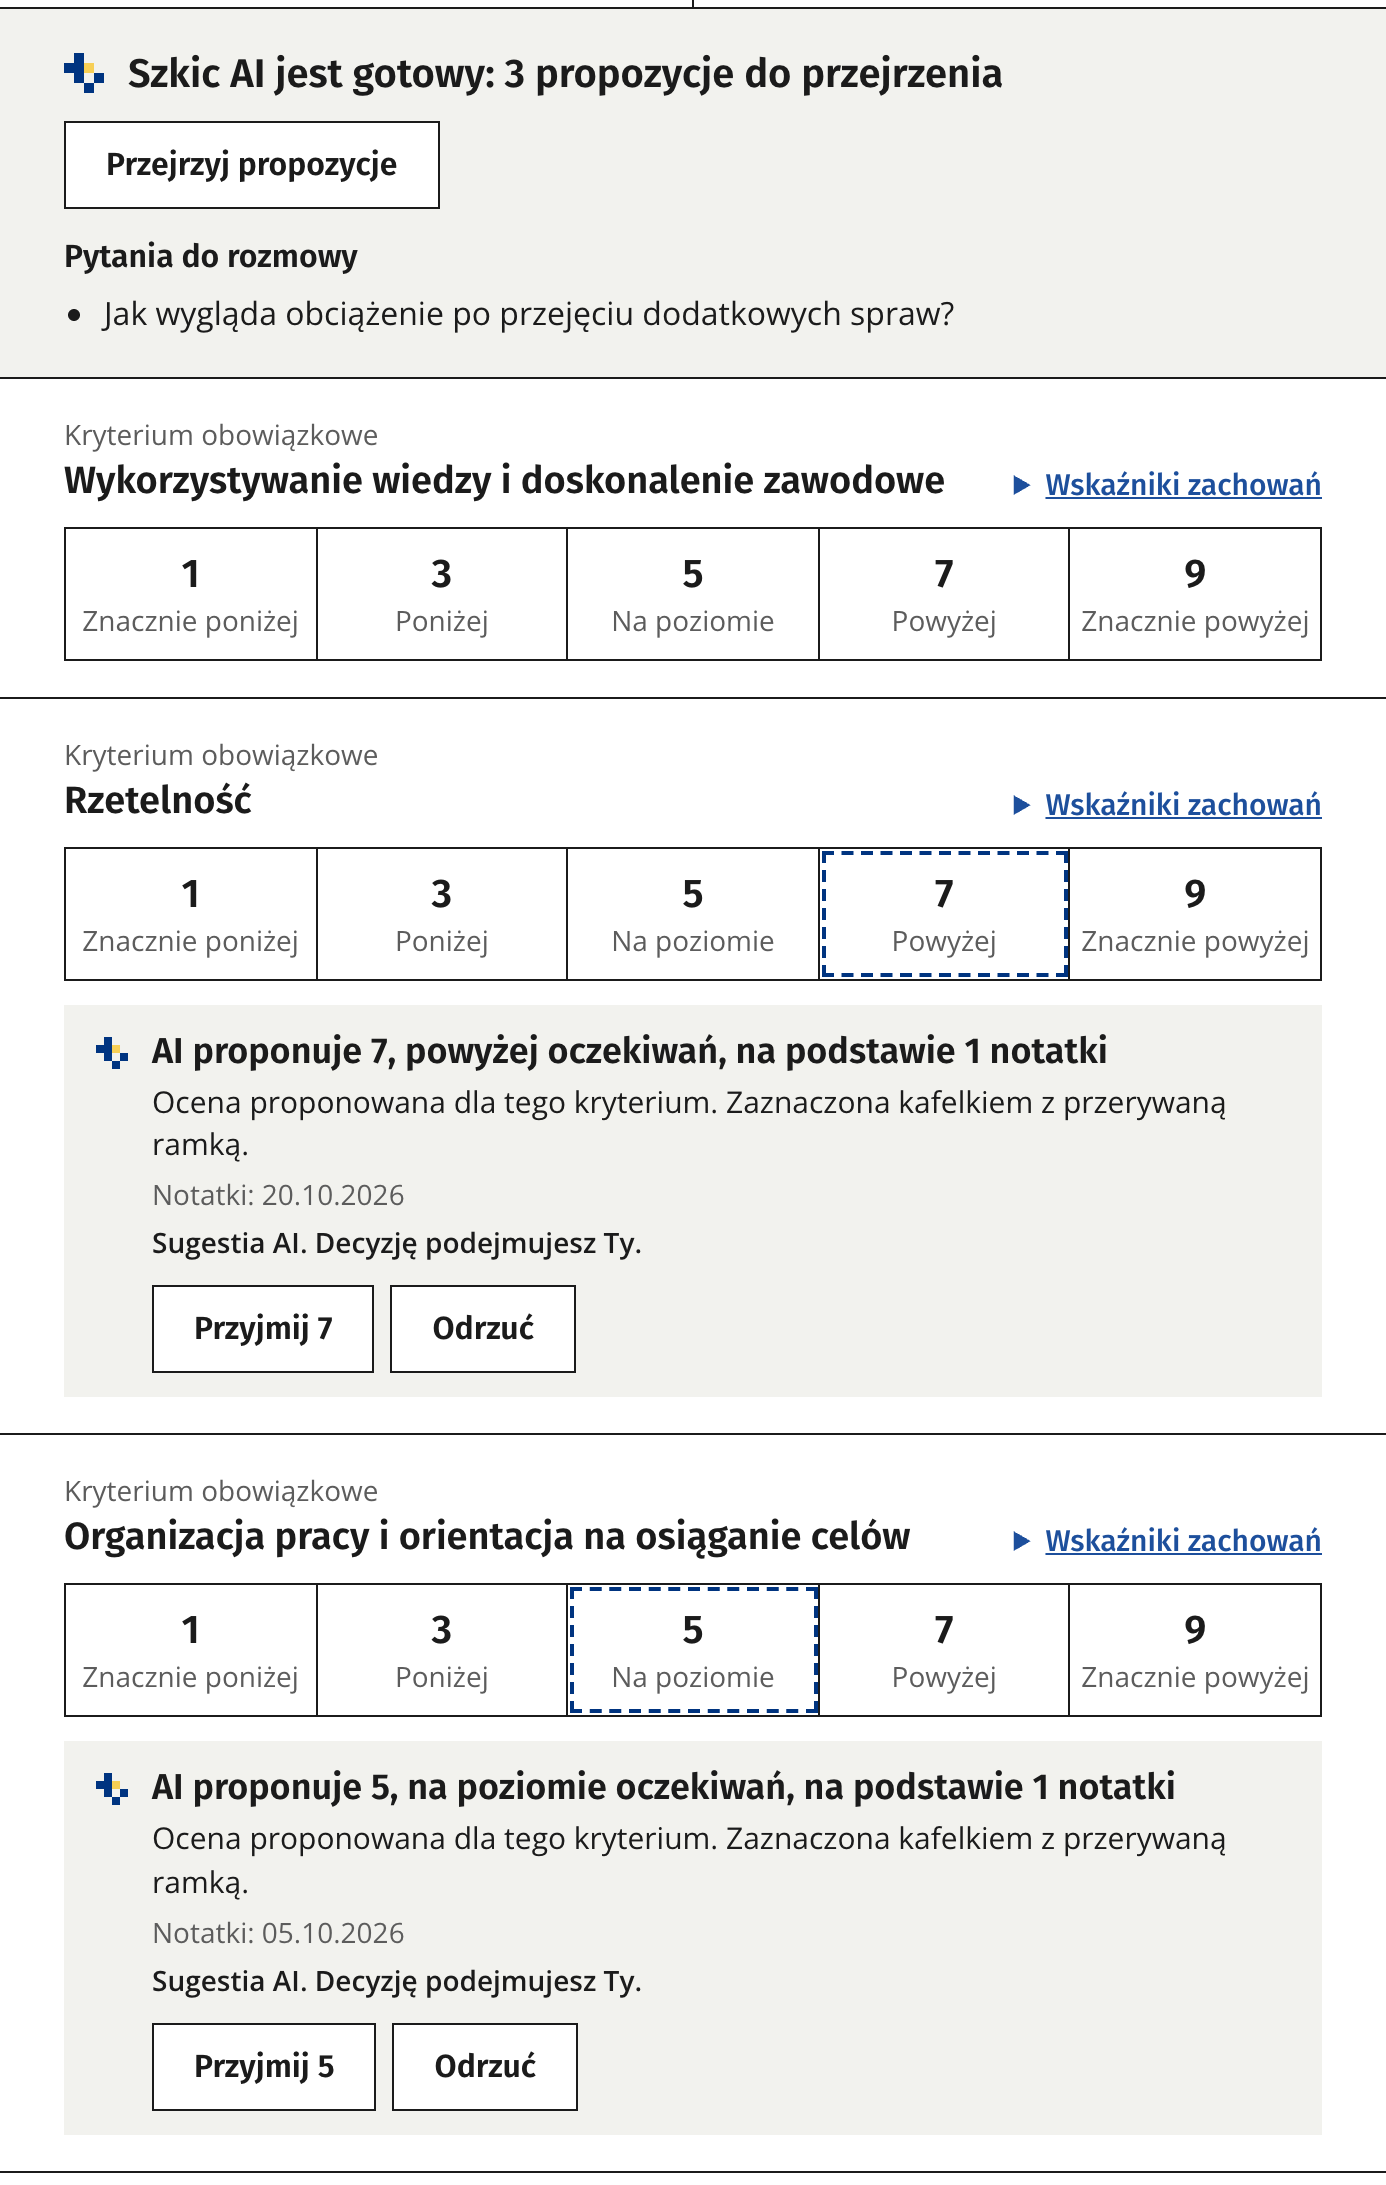 Szkic AI jest gotowy: 3 propozycje do przejrzenia
Przejrzyj propozycje
Pytania do rozmowy
• Jak wygląda obciążenie po przejęciu dodatkowych spraw?
Kryterium obowiązkowe
Wykorzystywanie wiedzy i doskonalenie zawodowe
▶ Wskaźniki zachowań
1 3 5 7 9
Znacznie poniżej Poniżej Na poziomie Powyżej Znacznie powyżej
Kryterium obowiązkowe
Rzetelność
▶ Wskaźniki zachowań
1 3 5 7 9
Znacznie poniżej Poniżej Na poziomie Powyżej Znacznie powyżej
AI proponuje 7, powyżej oczekiwań, na podstawie 1 notatki
Ocena proponowana dla tego kryterium. Zaznaczona kafelkiem z przerywaną
ramką.
Notatki: 20.10.2026
Sugestia AI. Decyzję podejmujesz Ty.
Przyjmij 7 Odrzuć
Kryterium obowiązkowe
Organizacja pracy i orientacja na osiąganie celów
▶ Wskaźniki zachowań
1 3 5 7 9
Znacznie poniżej Poniżej Na poziomie Powyżej Znacznie powyżej
AI proponuje 5, na poziomie oczekiwań, na podstawie 1 notatki
Ocena proponowana dla tego kryterium. Zaznaczona kafelkiem z przerywaną
ramką.
Notatki: 05.10.2026
Sugestia AI. Decyzję podejmujesz Ty.
Przyjmij 5 Odrzuć